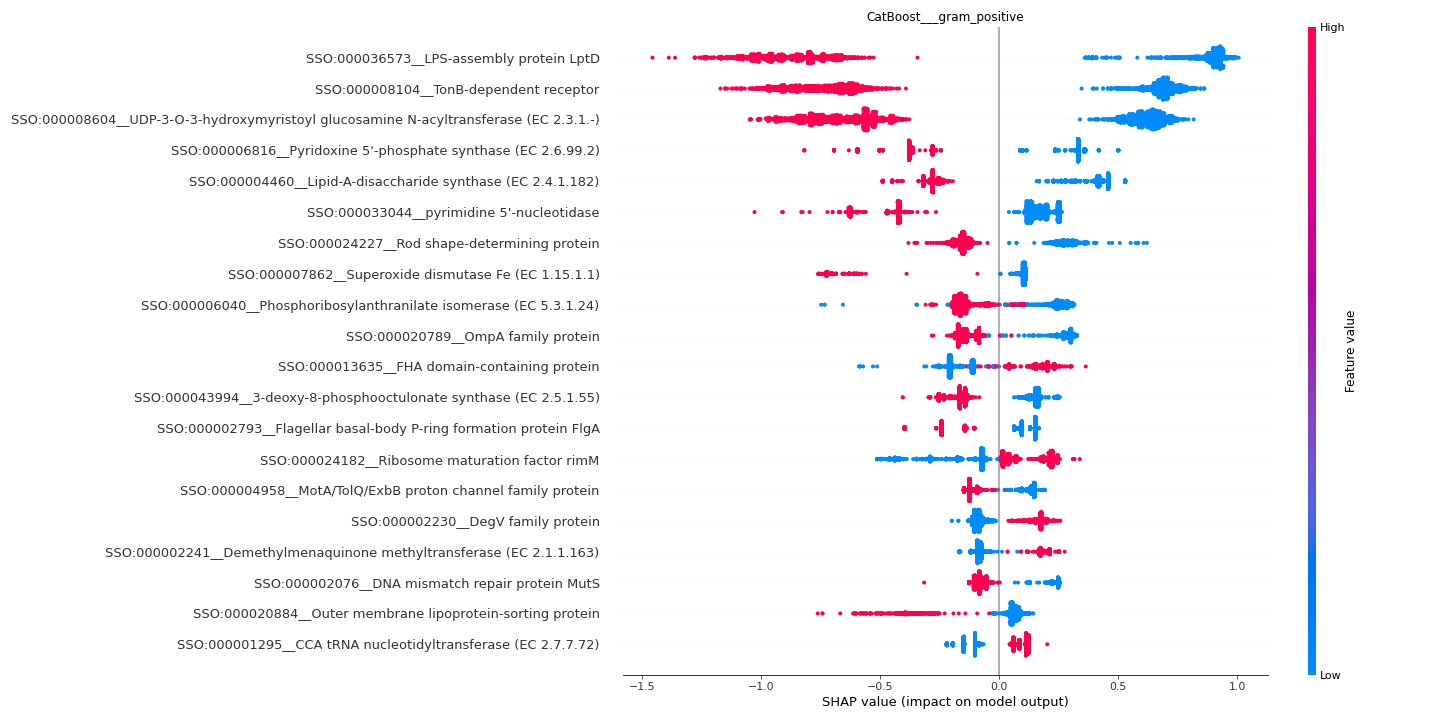 CatBoost___gram_positive
High
SSO:000036573__LPS-assembly protein LptD
SSO:000008104__TonB-dependent receptor
SSO:000008604__UDP-3-O-3-hydroxymyristoyl glucosamine N-acyltransferase (EC 2.3.1.-)
SSO:000006816__Pyridoxine 5'-phosphate synthase (EC 2.6.99.2)
SSO:000004460__Lipid-A-disaccharide synthase (EC 2.4.1.182)
SSO:000033044__pyrimidine 5'-nucleotidase
SSO:000024227__Rod shape-determining protein
SSO:000007862__Superoxide dismutase Fe (EC 1.15.1.1)
SSO:000006040__Phosphoribosylanthranilate isomerase (EC 5.3.1.24)
SSO:000020789__OmpA family protein
SSO:000013635__FHA domain-containing protein
SSO:000043994__3-deoxy-8-phosphooctulonate synthase (EC 2.5.1.55)
SSO:000002793__Flagellar basal-body P-ring formation protein FlgA
SSO:000024182__Ribosome maturation factor rimM
SSO:000004958__MotA/TolQ/ExbB proton channel family protein
SSO:000002230__DegV family protein
SSO:000002241__Demethylmenaquinone methyltransferase (EC 2.1.1.163)
SSO:000002076__DNA mismatch repair protein MutS
SSO:000020884__Outer membrane lipoprotein-sorting protein
SSO:000001295__CCA tRNA nucleotidyltransferase (EC 2.7.7.72)
Feature value
Low
−1.5 −1.0 −0.5 0.0 0.5 1.0
SHAP value (impact on model output)